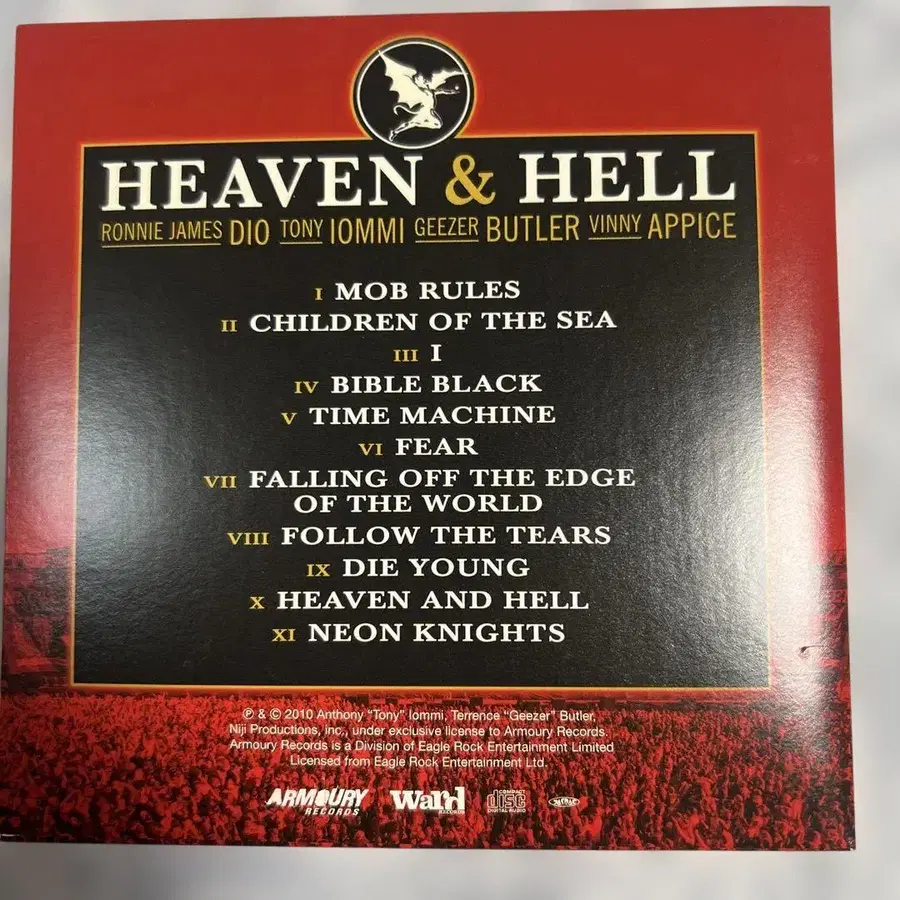 HEAVEN & HELL
RONNIE JAMES DIO TONY IOMMI GEEZER BUTLER VINNY APPICE
I MOB RULES
II CHILDREN OF THE SEA
III I
IV BIBLE BLACK
V TIME MACHINE
VI FEAR
VII FALLING OFF THE EDGE
OF THE WORLD
VIII FOLLOW THE TEARS
IX DIE YOUNG
X HEAVEN AND HELL
XI NEON KNIGHTS
℗ & © 2010 Anthony "Tony" Iommi, Terrence "Geezer" Butler,
Niji Productions, inc., under exclusive license to Armoury Records.
Armoury Records is a Division of Eagle Rock Entertainment Limited
Licensed from Eagle Rock Entertainment Ltd.
ARMOURY RECORDS Ward RECORDS COMPACT disc DIGITAL AUDIO